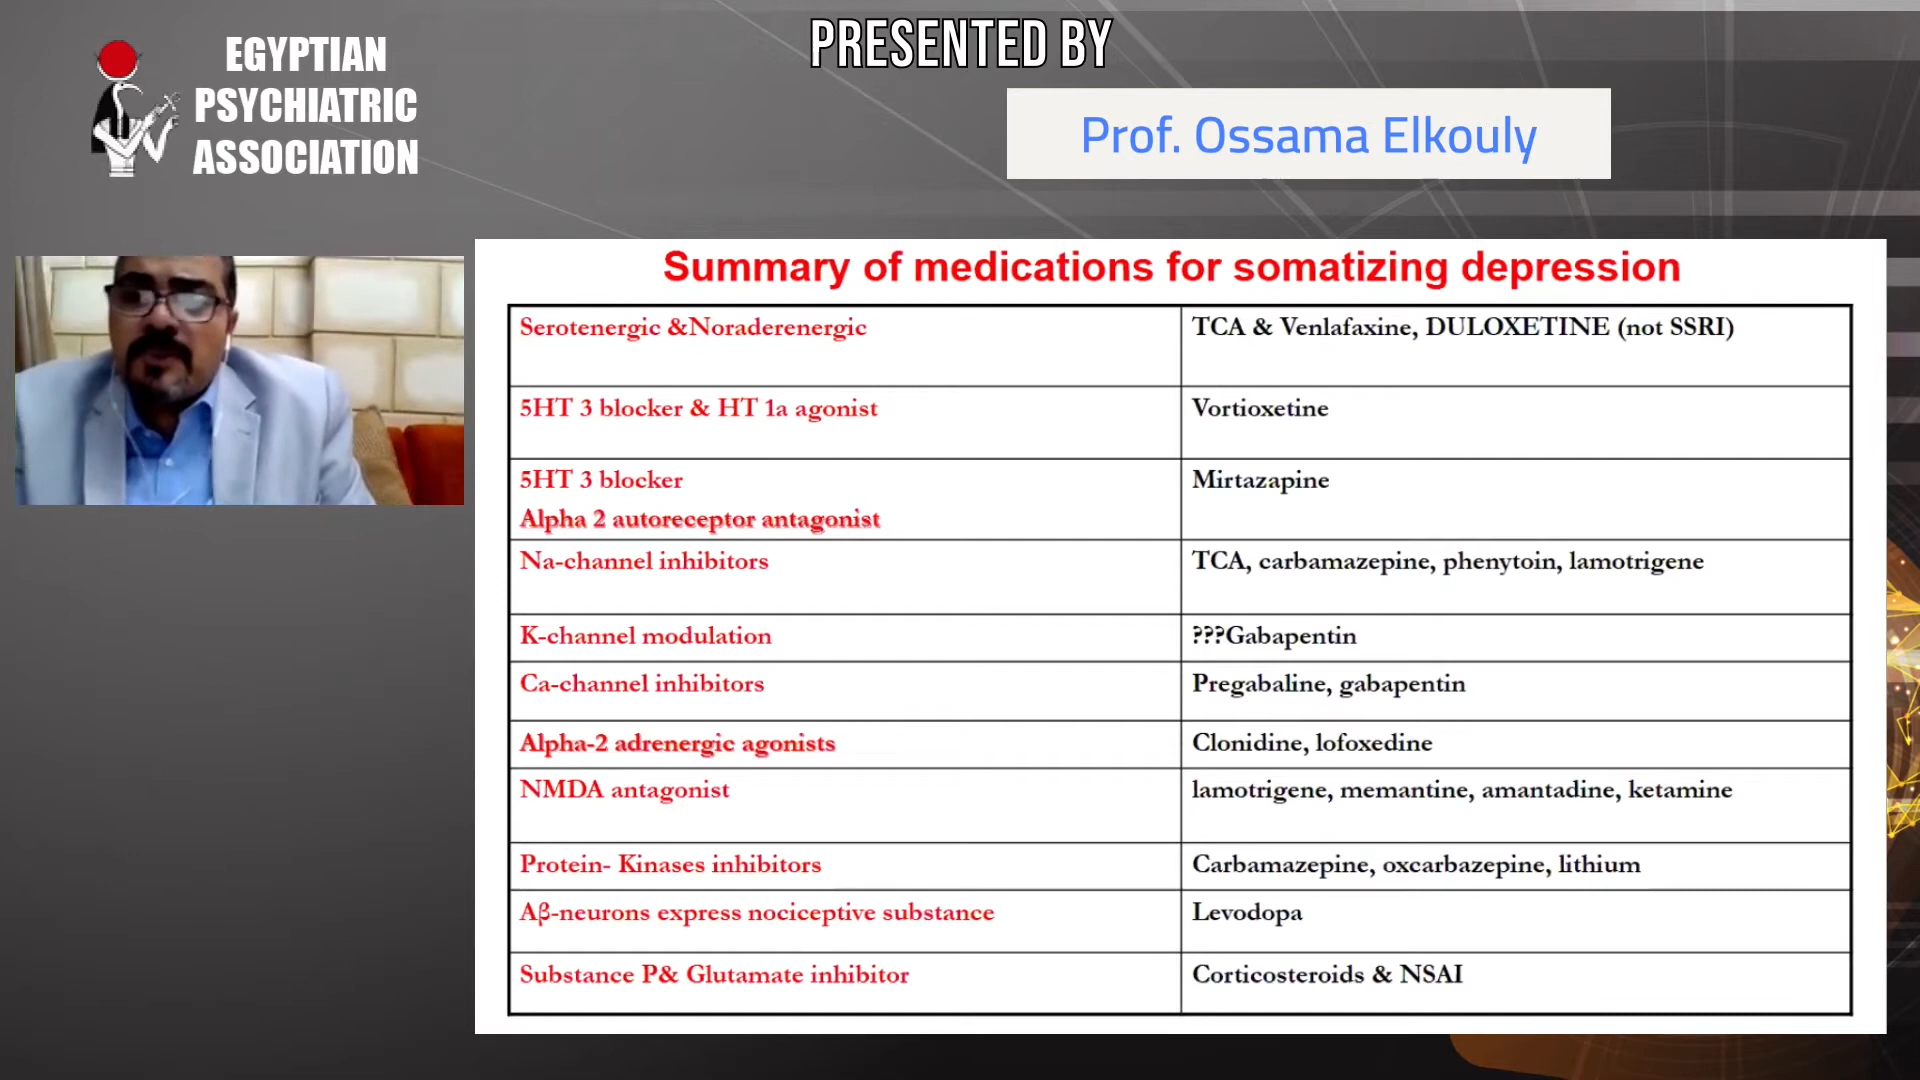 EGYPTIAN
PSYCHIATRIC
ASSOCIATION
PRESENTED BY
Prof. Ossama Elkouly
Summary of medications for somatizing depression
Serotenergic &Noraderenergic
TCA & Venlafaxine, DULOXETINE (not SSRI)
5HT 3 blocker & HT 1a agonist
Vortioxetine
5HT 3 blocker
Alpha 2 autoreceptor antagonist
Mirtazapine
Na-channel inhibitors
TCA, carbamazepine, phenytoin, lamotrigene
K-channel modulation
???Gabapentin
Ca-channel inhibitors
Pregabaline, gabapentin
Alpha-2 adrenergic agonists
Clonidine, lofoxedine
NMDA antagonist
lamotrigene, memantine, amantadine, ketamine
Protein- Kinases inhibitors
Carbamazepine, oxcarbazepine, lithium
Aβ-neurons express nociceptive substance
Levodopa
Substance P& Glutamate inhibitor
Corticosteroids & NSAI